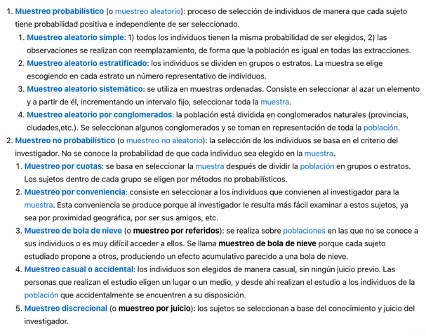 1. Muestreo probabilístico (o muestreo aleatorio): proceso de selección de individuos de manera que cada sujeto
tiene probabilidad positiva e independiente de ser seleccionado.
1. Muestreo aleatorio simple: 1) todos los individuos tienen la misma probabilidad de ser elegidos, 2) las
observaciones se realizan con reemplazamiento, de forma que la población es igual en todas las extracciones.
2. Muestreo aleatorio estratificado: los individuos se dividen en grupos o estratos. La muestra se elige
escogiendo en cada estrato un número representativo de individuos.
3. Muestreo aleatorio sistemático: se utiliza en muestras ordenadas. Consiste en seleccionar al azar un elemento
y a partir de él, incrementando un intervalo fijo, seleccionar toda la muestra.
4. Muestreo aleatorio por conglomerados: la población está dividida en conglomerados naturales (provincias,
ciudades,etc.). Se seleccionan algunos conglomerados y se toman en representación de toda la población.
2. Muestreo no probabilístico (o muestreo no aleatorio): la selección de los individuos se basa en el criterio del
investigador. No se conoce la probabilidad de que cada individuo sea elegido en la muestra.
1. Muestreo por cuotas: se basa en seleccionar la muestra después de dividir la población en grupos o estratos.
Los sujetos dentro de cada grupo se eligen por métodos no probabilísticos.
2. Muestreo por conveniencia: consiste en seleccionar a los individuos que convienen al investigador para la
muestra. Esta conveniencia se produce porque al investigador le resulta más fácil examinar a estos sujetos, ya
sea por proximidad geográfica, por ser sus amigos, etc.
3. Muestreo de bola de nieve (o muestreo por referidos): se realiza sobre poblaciones en las que no se conoce a
sus individuos o es muy difícil acceder a ellos. Se llama muestreo de bola de nieve porque cada sujeto
estudiado propone a otros, produciendo un efecto acumulativo parecido a una bola de nieve.
4. Muestreo casual o accidental: los individuos son elegidos de manera casual, sin ningún juicio previo. Las
personas que realizan el estudio eligen un lugar o un medio, y desde ahí realizan el estudio a los individuos de la
población que accidentalmente se encuentren a su disposición.
5. Muestreo discrecional (o muestreo por juicio): los sujetos se seleccionan a base del conocimiento y juicio del
investigador.